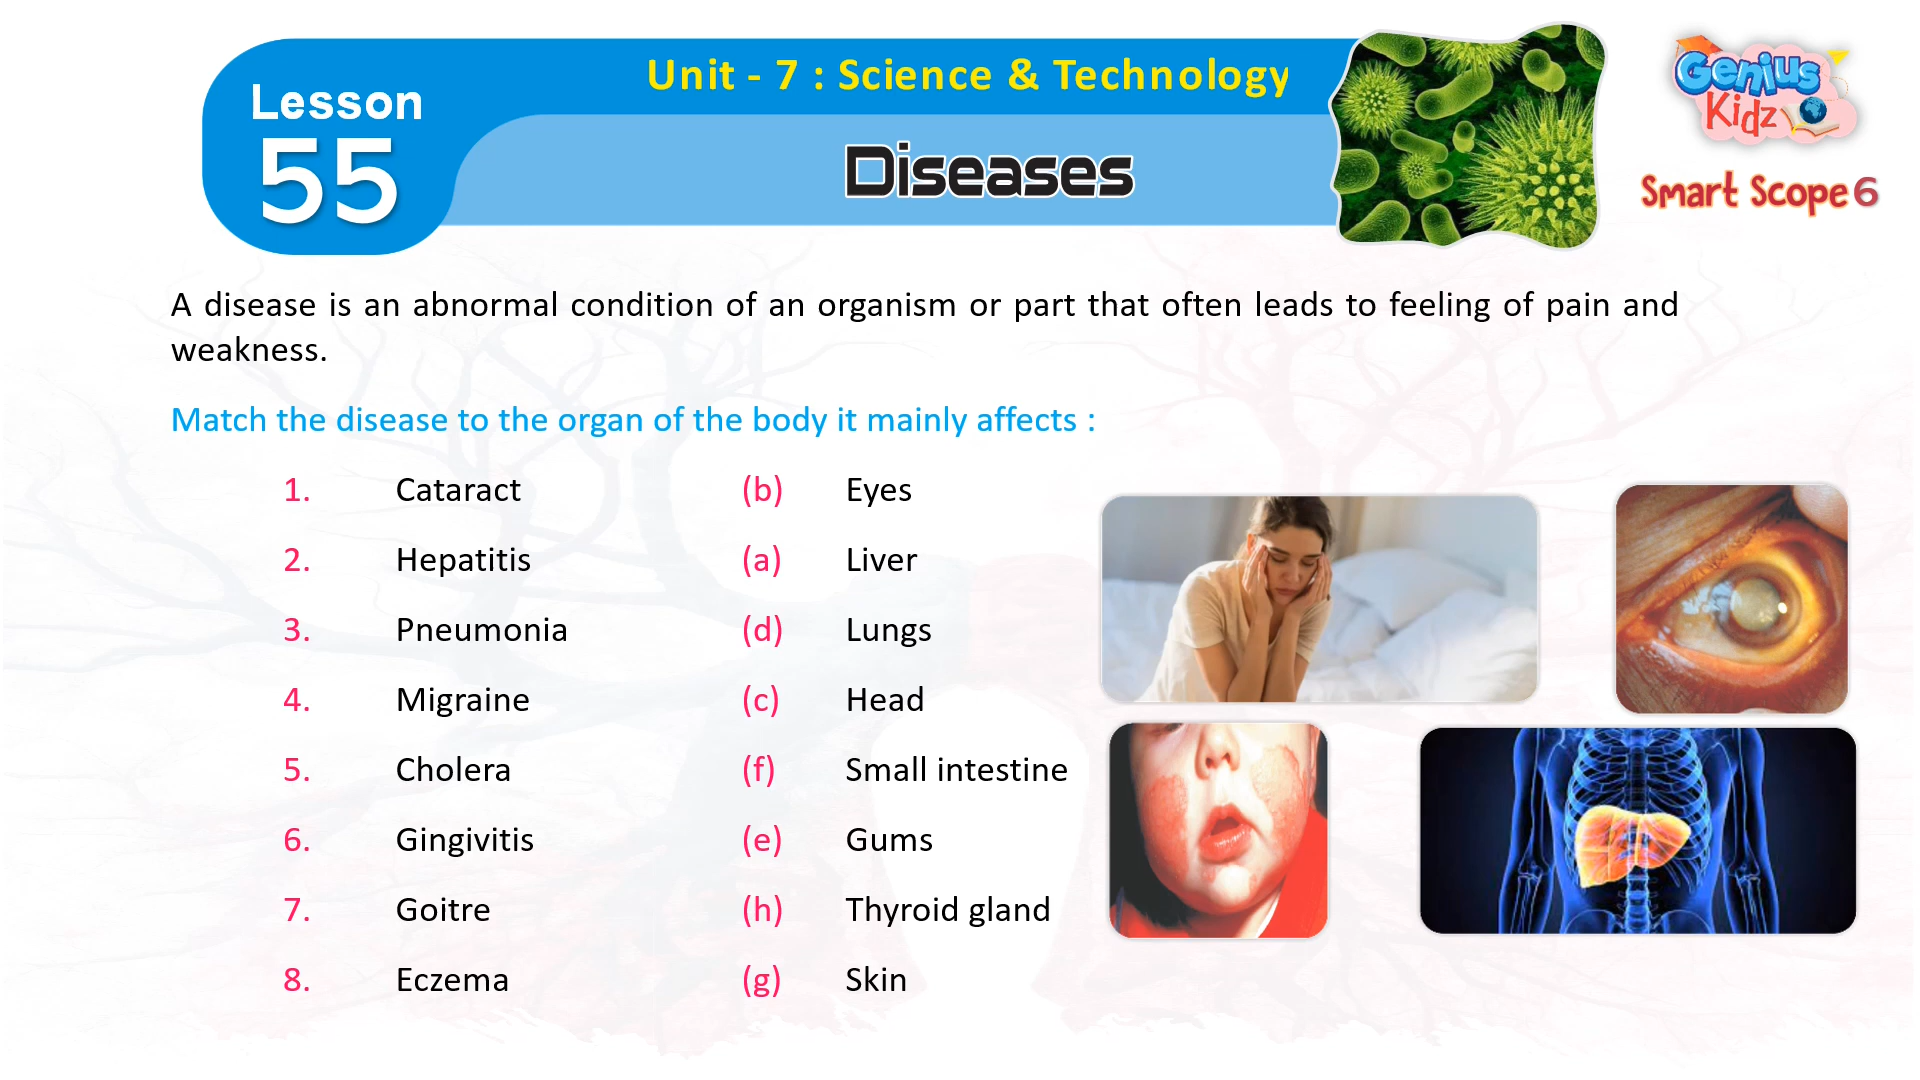 Lesson
55
Unit - 7 : Science & Technology
Diseases
Genius
Kidz
Smart Scope 6
A disease is an abnormal condition of an organism or part that often leads to feeling of pain and
weakness.
Match the disease to the organ of the body it mainly affects :
1. Cataract (b) Eyes
2. Hepatitis (a) Liver
3. Pneumonia (d) Lungs
4. Migraine (c) Head
5. Cholera (f) Small intestine
6. Gingivitis (e) Gums
7. Goitre (h) Thyroid gland
8. Eczema (g) Skin